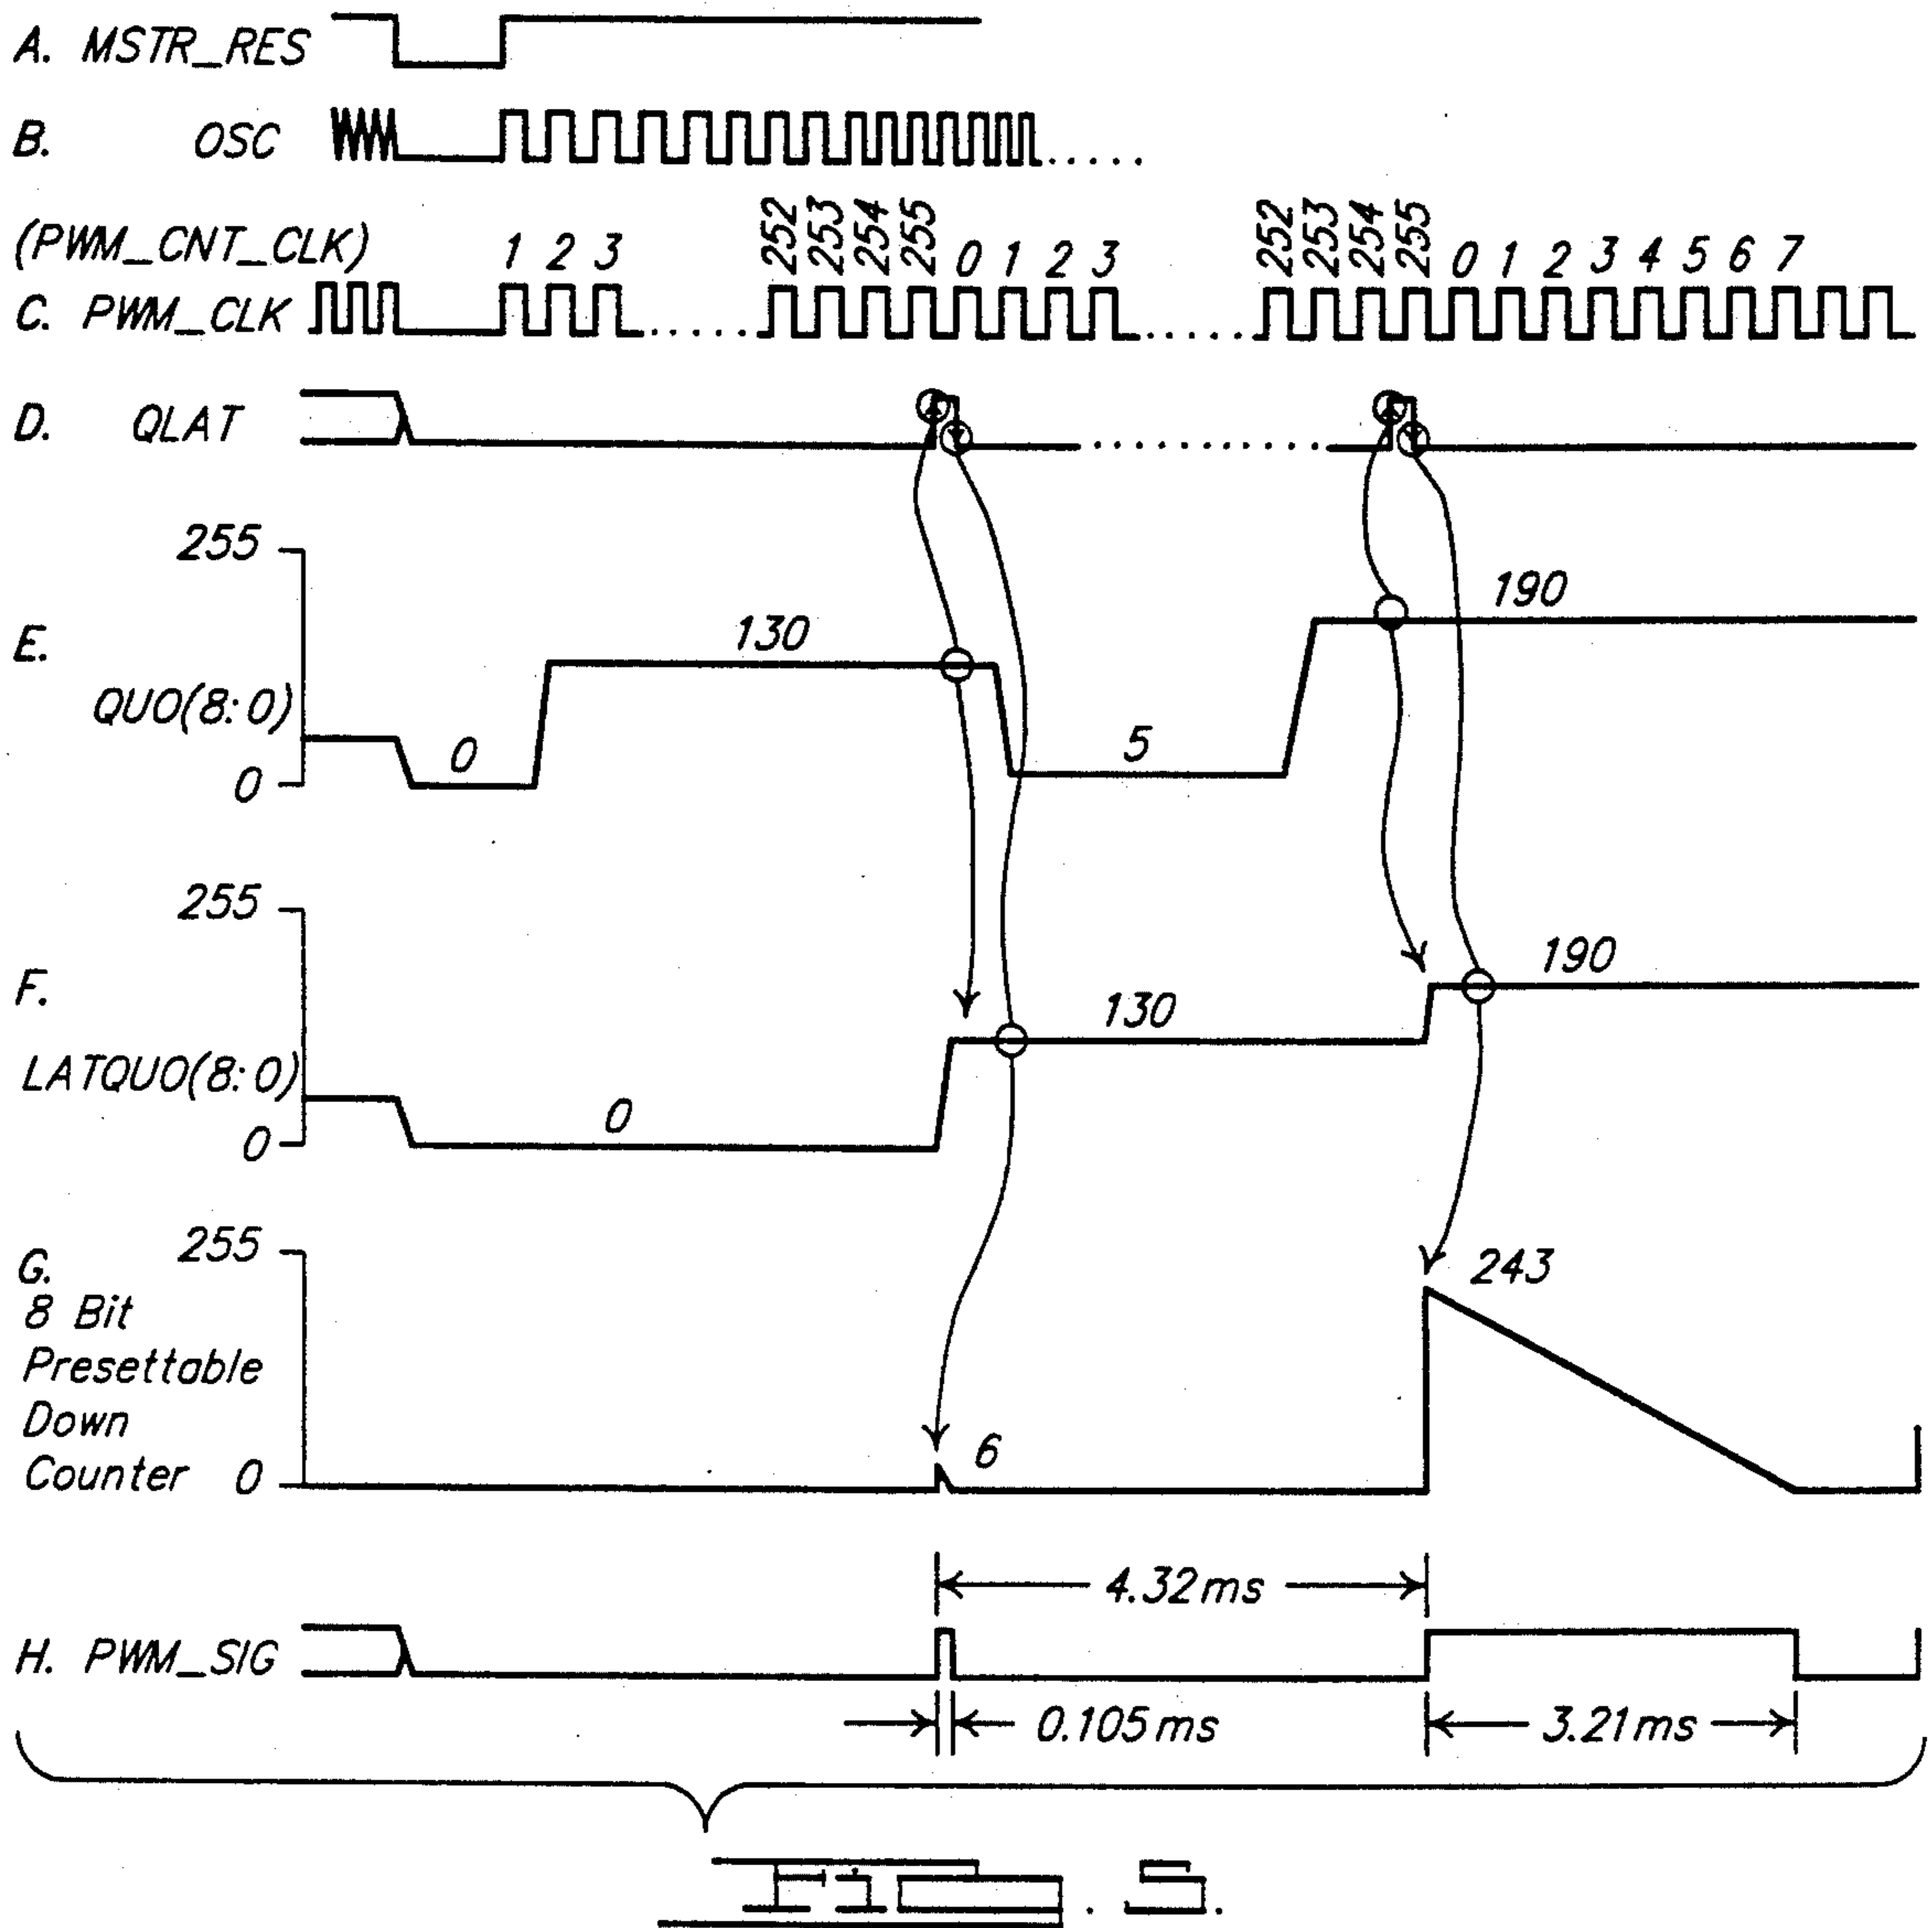 A. MSTR_RES
B. OSC
(PWM_CNT_CLK) 1 2 3 252 253 254 255 0 1 2 3 252 253 254 255 0 1 2 3 4 5 6 7
C. PWM_CLK
D. QLAT
255
190
E.
130
QUO(8:0)
0
5
0
255
190
F.
130
LATQUO(8:0)
0
0
255
G.
243
8 Bit
Presettable
Down
6
Counter 0
4.32ms
H. PWM_SIG
0.105ms 3.21ms